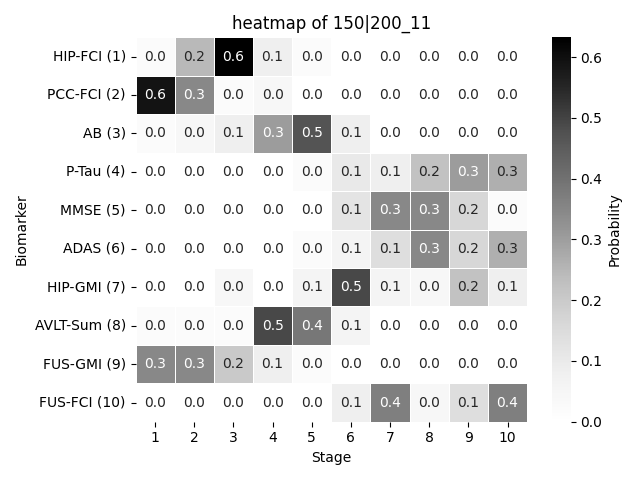 heatmap of 150|200_11
HIP-FCI (1) 0.0 0.2 0.6 0.1 0.0 0.0 0.0 0.0 0.0 0.0
PCC-FCI (2) 0.6 0.3 0.0 0.0 0.0 0.0 0.0 0.0 0.0 0.0
AB (3) 0.0 0.0 0.1 0.3 0.5 0.1 0.0 0.0 0.0 0.0
P-Tau (4) 0.0 0.0 0.0 0.0 0.0 0.1 0.1 0.2 0.3 0.3
MMSE (5) 0.0 0.0 0.0 0.0 0.0 0.1 0.3 0.3 0.2 0.0
ADAS (6) 0.0 0.0 0.0 0.0 0.0 0.1 0.1 0.3 0.2 0.3
HIP-GMI (7) 0.0 0.0 0.0 0.0 0.1 0.5 0.1 0.0 0.2 0.1
AVLT-Sum (8) 0.0 0.0 0.0 0.5 0.4 0.1 0.0 0.0 0.0 0.0
FUS-GMI (9) 0.3 0.3 0.2 0.1 0.0 0.0 0.0 0.0 0.0 0.0
FUS-FCI (10) 0.0 0.0 0.0 0.0 0.0 0.1 0.4 0.0 0.1 0.4
1 2 3 4 5 6 7 8 9 10
Stage
Biomarker
0.6
0.5
0.4
0.3
0.2
0.1
0.0
Probability